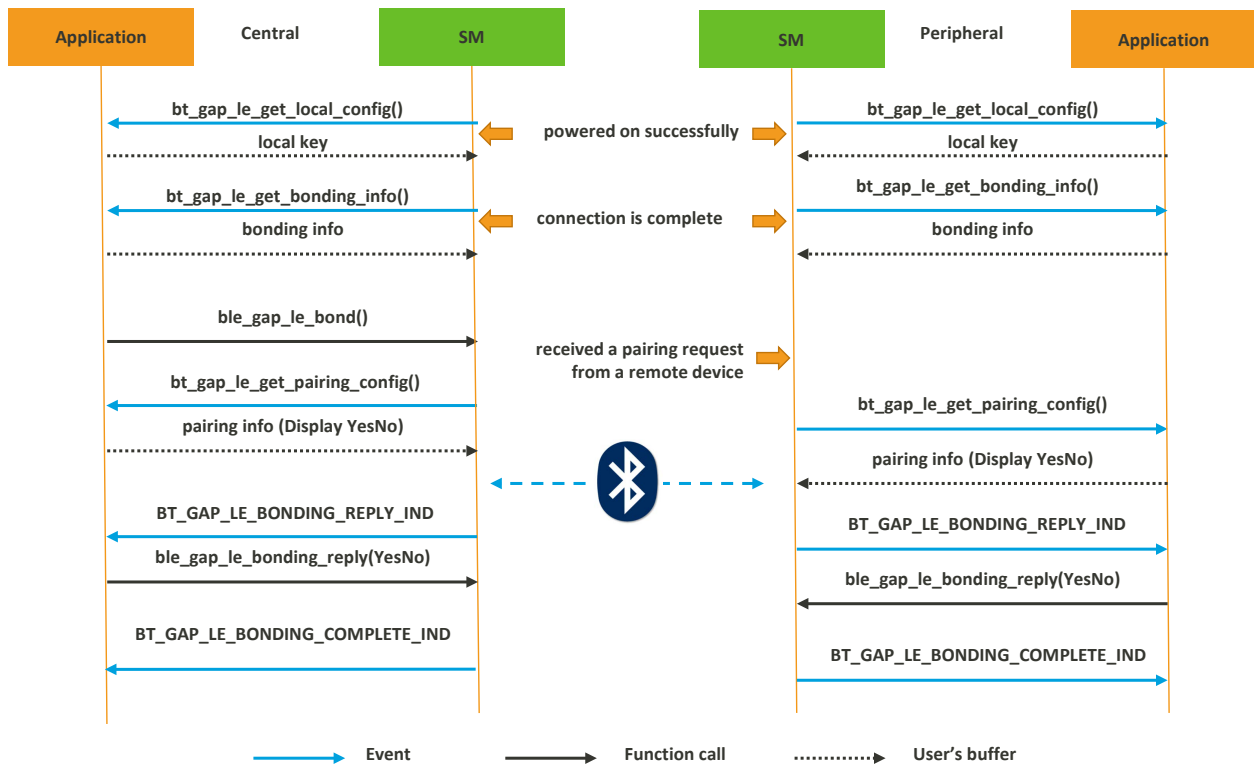 Application
Central
SM
SM
Peripheral
Application
bt_gap_le_get_local_config()
powered on successfully
bt_gap_le_get_local_config()
local key
local key
bt_gap_le_get_bonding_info()
connection is complete
bt_gap_le_get_bonding_info()
bonding info
bonding info
ble_gap_le_bond()
received a pairing request
from a remote device
bt_gap_le_get_pairing_config()
bt_gap_le_get_pairing_config()
pairing info (Display YesNo)
pairing info (Display YesNo)
BT_GAP_LE_BONDING_REPLY_IND
BT_GAP_LE_BONDING_REPLY_IND
ble_gap_le_bonding_reply(YesNo)
ble_gap_le_bonding_reply(YesNo)
BT_GAP_LE_BONDING_COMPLETE_IND
BT_GAP_LE_BONDING_COMPLETE_IND
Event
Function call
User's buffer